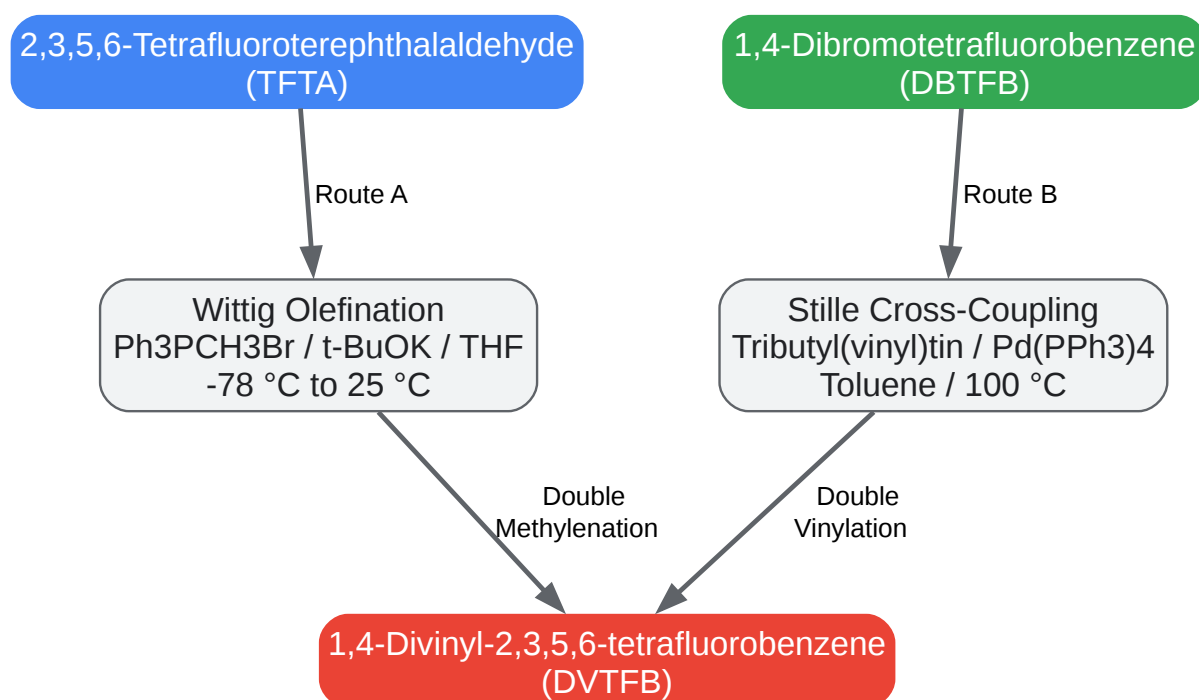 2,3,5,6-Tetrafluoroterephthalaldehyde
(TFTA)
1,4-Dibromotetrafluorobenzene
(DBTFB)
Route A
Route B
Wittig Olefination
Ph3PCH3Br / t-BuOK / THF
-78 °C to 25 °C
Stille Cross-Coupling
Tributyl(vinyl)tin / Pd(PPh3)4
Toluene / 100 °C
Double
Methylenation
Double
Vinylation
1,4-Divinyl-2,3,5,6-tetrafluorobenzene
(DVTFB)